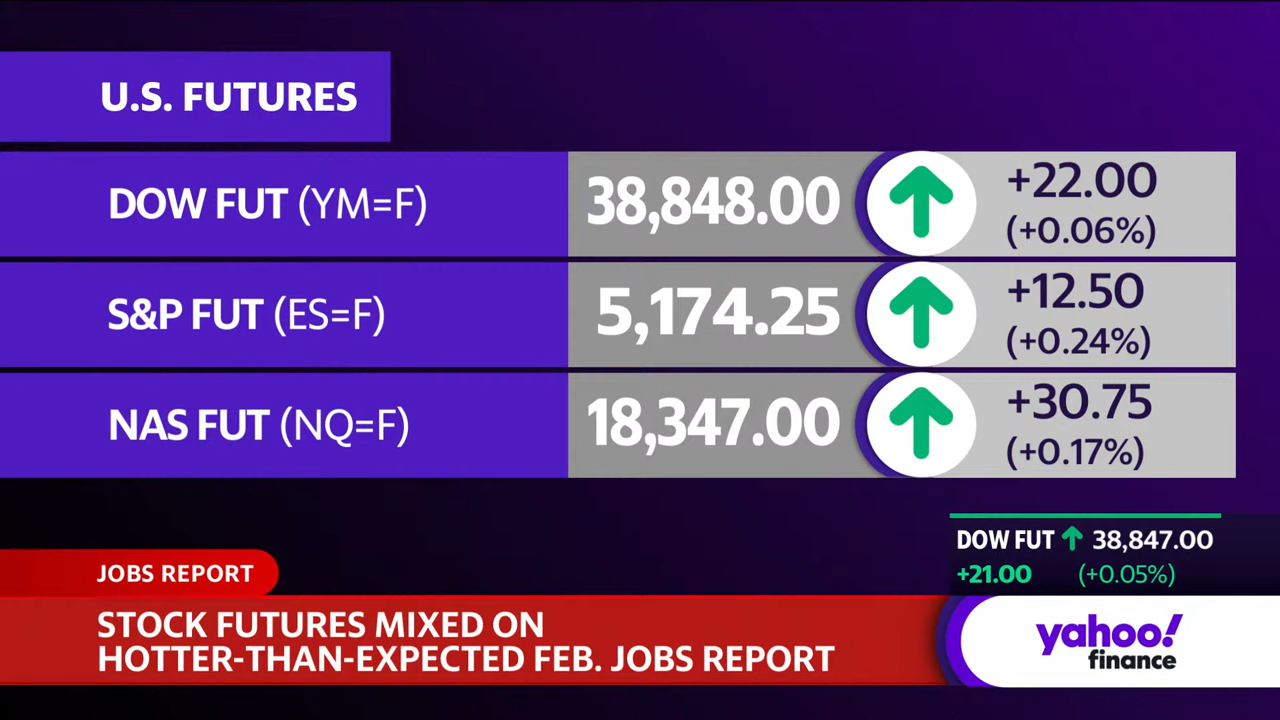 U.S. FUTURES
DOW FUT (YM=F) 38,848.00 +22.00
(+0.06%)
S&P FUT (ES=F) 5,174.25 +12.50
(+0.24%)
NAS FUT (NQ=F) 18,347.00 +30.75
(+0.17%)
DOW FUT 38,847.00
+21.00 (+0.05%)
JOBS REPORT
STOCK FUTURES MIXED ON
HOTTER-THAN-EXPECTED FEB. JOBS REPORT
yahoo!
finance